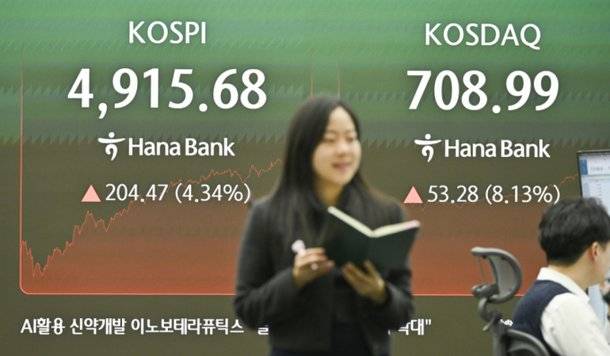 KOSPI
KOSDAQ
4,915.68
708.99
Hana Bank
Hana Bank
▲204.47 (4.34%)
▲53.28 (8.13%)
AI활용 신약개발 이노보테라퓨틱스 "